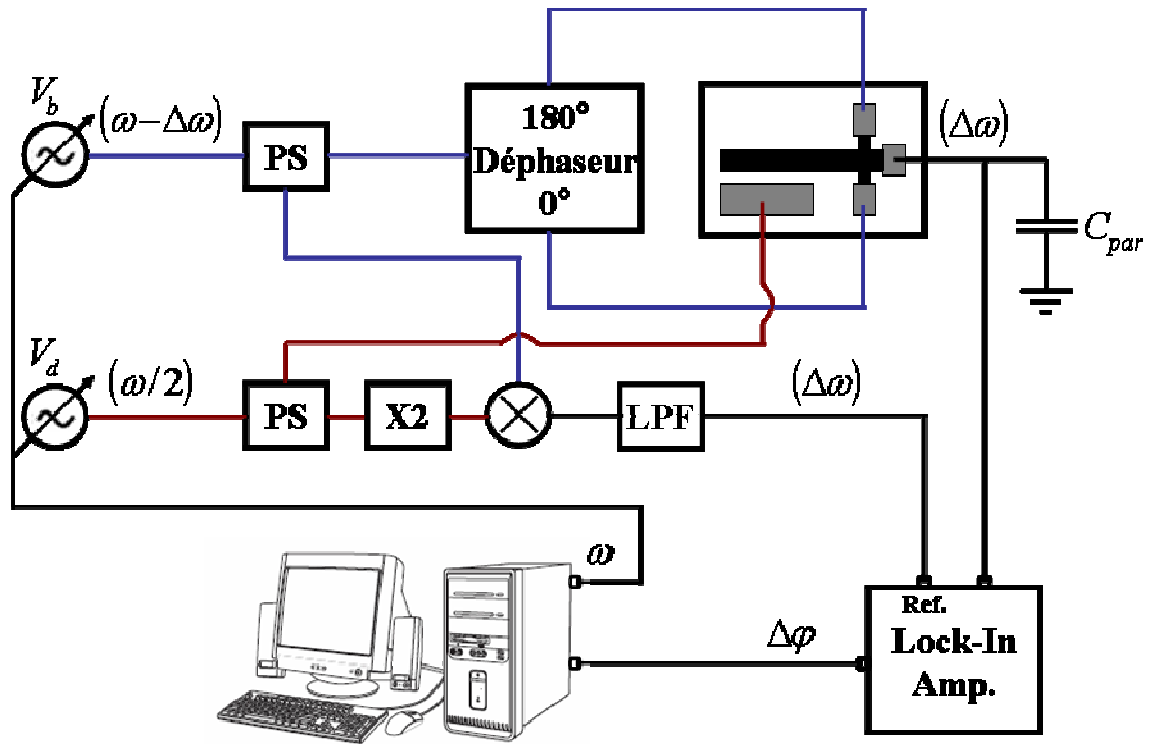 V_b
(ω−Δω)
PS
180°
Déphaseur
0°
(Δω)
C_par
V_d
(ω/2)
PS
X2
LPF
(Δω)
ω
Δφ
Ref.
Lock-In
Amp.